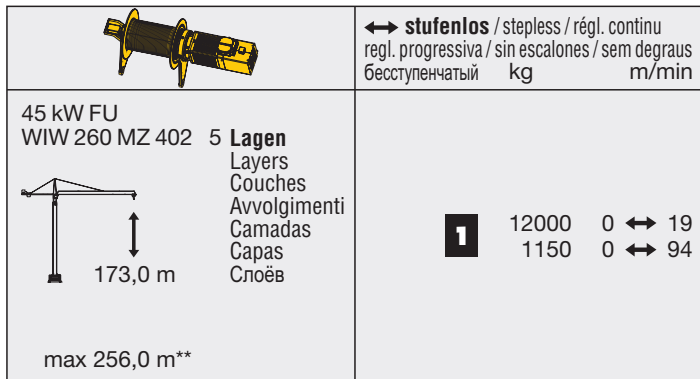 ↔ stufenlos / stepless / régl. continu
regl. progressiva / sin escalones / sem degraus
бесступенчатый kg m/min
45 kW FU
WIW 260 MZ 402 5 Lagen
Layers
Couches
Avvolgimenti
Camadas
Capas
Слоёв
173,0 m
max 256,0 m**
1 12000 0 ↔ 19
1150 0 ↔ 94